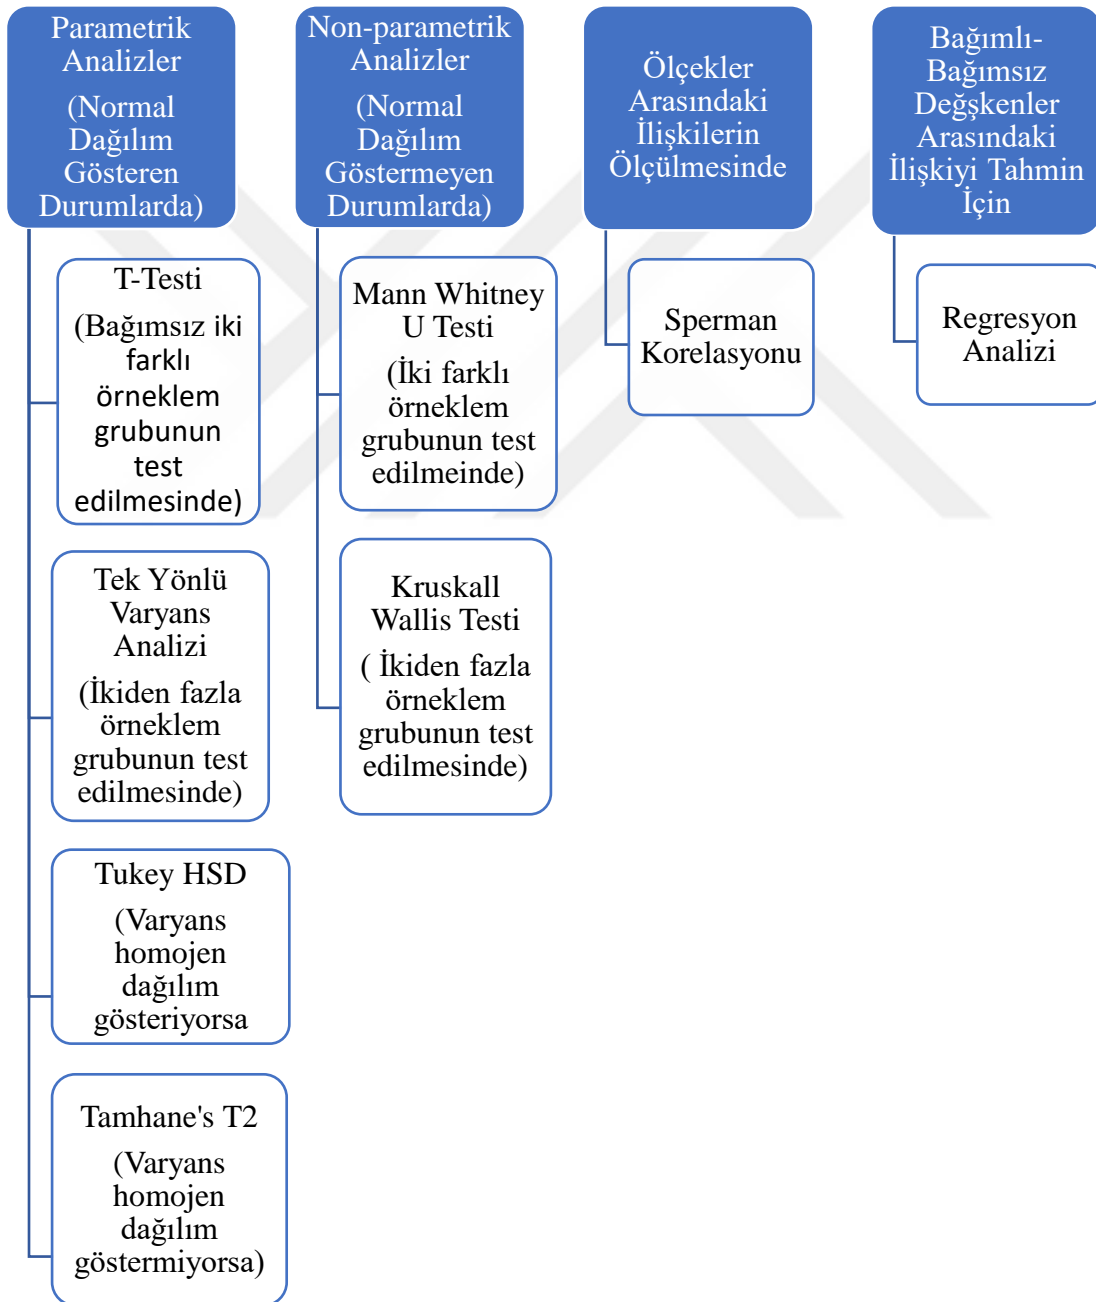 Parametrik
Analizler
(Normal
Dağılım
Gösteren
Durumlarda)
T-Testi
(Bağımsız iki
farklı
örneklem
grubunun
test
edilmesinde)
Tek Yönlü
Varyans
Analizi
(İkiden fazla
örneklem
grubunun test
edilmesinde)
Tukey HSD
(Varyans
homojen
dağılım
gösteriyorsa
Tamhane's T2
(Varyans
homojen
dağılım
göstermiyorsa)
Non-parametrik
Analizler
(Normal
Dağılım
Göstermeyen
Durumlarda)
Mann Whitney
U Testi
(İki farklı
örneklem
grubunun test
edilmeinde)
Kruskall
Wallis Testi
( İkiden fazla
örneklem
grubunun test
edilmesinde)
Ölçekler
Arasındaki
İlişkilerin
Ölçülmesinde
Sperman
Korelasyonu
Bağımlı-
Bağımsız
Değşkenler
Arasındaki
İlişkiyi Tahmin
İçin
Regresyon
Analizi